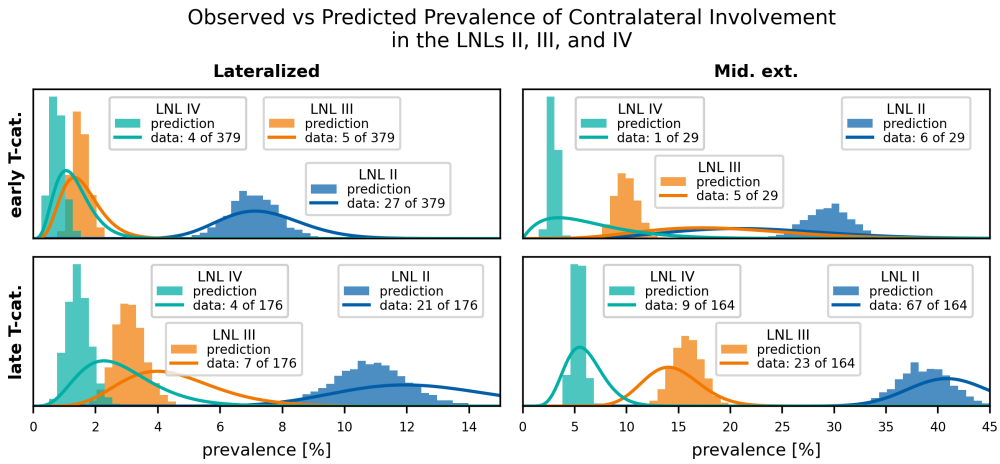 Observed vs Predicted Prevalence of Contralateral Involvement
in the LNLs II, III, and IV
Lateralized
Mid. ext.
early T-cat.
LNL IV
prediction
data: 4 of 379
LNL III
prediction
data: 5 of 379
LNL II
prediction
data: 27 of 379
LNL IV
prediction
data: 1 of 29
LNL III
prediction
data: 5 of 29
LNL II
prediction
data: 6 of 29
late T-cat.
LNL IV
prediction
data: 4 of 176
LNL III
prediction
data: 7 of 176
LNL II
prediction
data: 21 of 176
LNL IV
prediction
data: 9 of 164
LNL III
prediction
data: 23 of 164
LNL II
prediction
data: 67 of 164
0 2 4 6 8 10 12 14
0 5 10 15 20 25 30 35 40 45
prevalence [%]
prevalence [%]